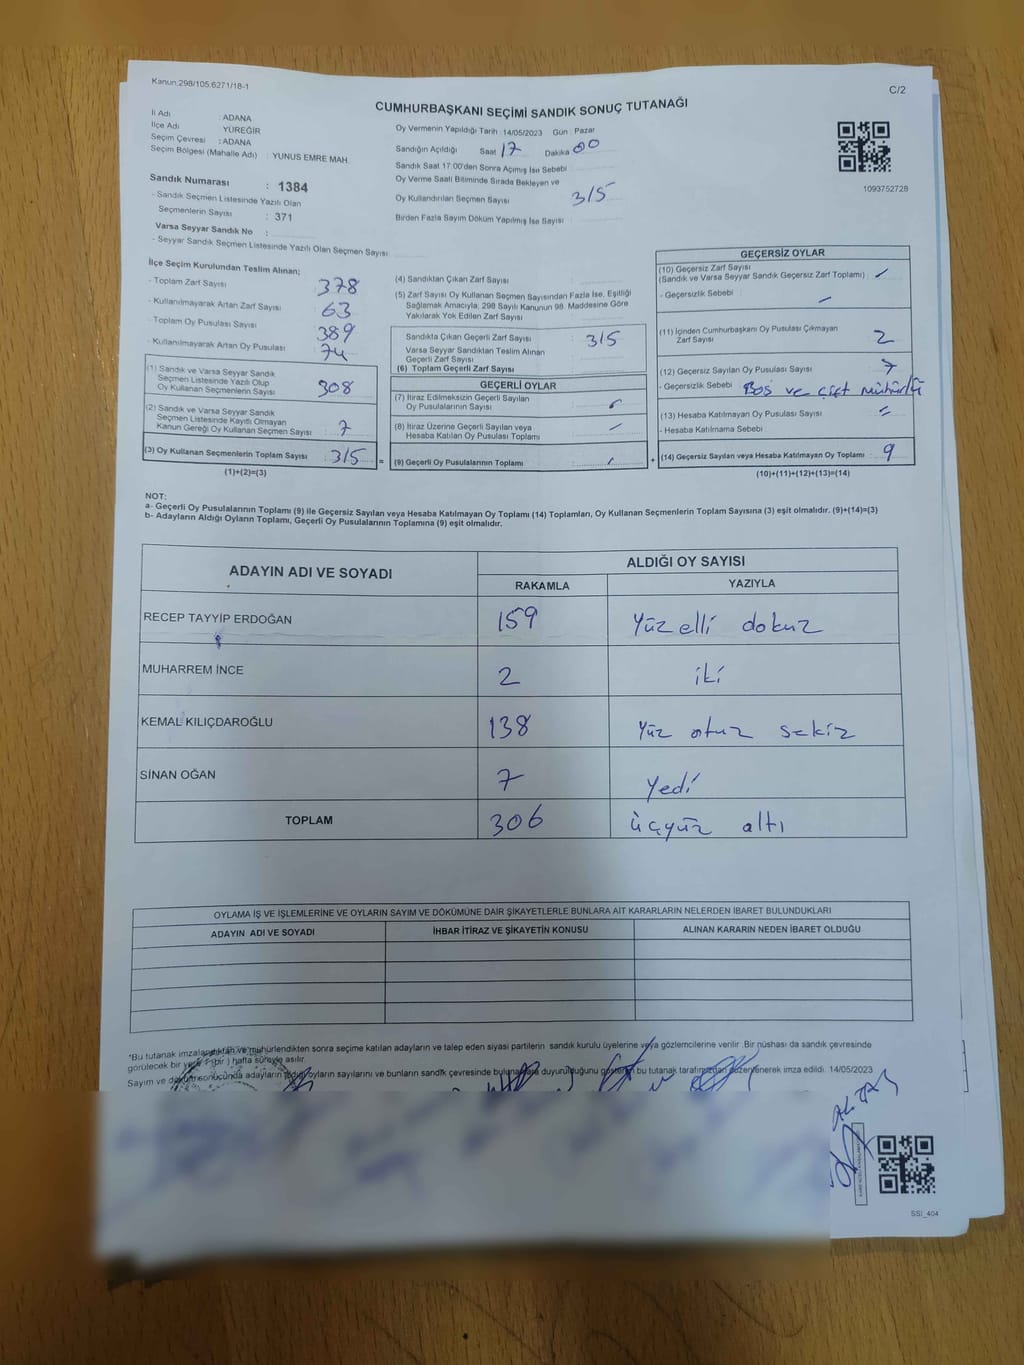 Kanun:298/105.6271/18-1
C/2
CUMHURBAŞKANI SEÇİMİ SANDIK SONUÇ TUTANAĞI
İl Adı : ADANA
İlçe Adı : YÜREĞİR
Seçim Çevresi : ADANA
Seçim Bölgesi (Mahalle Adı) : YUNUS EMRE MAH.
Sandık Numarası : 1384
- Sandık Seçmen Listesinde Yazılı Olan
Seçmenlerin Sayısı : 371
Varsa Seyyar Sandık No :
- Seyyar Sandık Seçmen Listesinde Yazılı Olan Seçmen Sayısı
Oy Vermenin Yapıldığı Tarih : 14/05/2023 Gün : Pazar
Sandığın Açıldığı Saat 17 Dakika 00
Sandık Saat 17:00'den Sonra Açılmış İse Sebebi
Oy Verme Saati Bitiminde Sırada Bekleyen ve
Oy Kullandırılan Seçmen Sayısı 315
Birden Fazla Sayım Döküm Yapılmış İse Sayısı
1093752728
İlçe Seçim Kurulundan Teslim Alınan;
- Toplam Zarf Sayısı 378
- Kullanılmayarak Artan Zarf Sayısı 63
- Toplam Oy Pusulası Sayısı 389
- Kullanılmayarak Artan Oy Pusulası 74
(1) Sandık ve Varsa Seyyar Sandık
Seçmen Listesinde Yazılı Olup
Oy Kullanan Seçmenlerin Sayısı 308
(2) Sandık ve Varsa Seyyar Sandık
Seçmen Listesinde Kayıtlı Olmayan
Kanun Gereği Oy Kullanan Seçmen Sayısı : 7
(3) Oy Kullanan Seçmenlerin Toplam Sayısı : 315 =
(1)+(2)=(3)
(4) Sandıktan Çıkan Zarf Sayısı
(5) Zarf Sayısı Oy Kullanan Seçmen Sayısından Fazla İse, Eşitliği
Sağlamak Amacıyla, 298 Sayılı Kanunun 98. Maddesine Göre
Yakılarak Yok Edilen Zarf Sayısı
Sandıkta Çıkan Geçerli Zarf Sayısı : 315
Varsa Seyyar Sandıktan Teslim Alınan
Geçerli Zarf Sayısı
(6) Toplam Geçerli Zarf Sayısı
GEÇERLİ OYLAR
(7) İtiraz Edilmeksizin Geçerli Sayılan
Oy Pusulalarının Sayısı
(8) İtiraz Üzerine Geçerli Sayılan veya
Hesaba Katılan Oy Pusulası Toplamı : –
(9) Geçerli Oy Pusulalarının Toplamı : +
GEÇERSİZ OYLAR
(10) Geçersiz Zarf Sayısı
(Sandık ve Varsa Seyyar Sandık Geçersiz Zarf Toplamı) :
- Geçersizlik Sebebi : –
(11) İçinden Cumhurbaşkanı Oy Pusulası Çıkmayan
Zarf Sayısı 2
(12) Geçersiz Sayılan Oy Pusulası Sayısı 7
- Geçersizlik Sebebi Boş ve çift mühürlü
(13) Hesaba Katılmayan Oy Pusulası Sayısı
- Hesaba Katılmama Sebebi :
(14) Geçersiz Sayılan veya Hesaba Katılmayan Oy Toplamı : 9
(10)+(11)+(12)+(13)=(14)
NOT:
a- Geçerli Oy Pusulalarının Toplamı (9) ile Geçersiz Sayılan veya Hesaba Katılmayan Oy Toplamı (14) Toplamları, Oy Kullanan Seçmenlerin Toplam Sayısına (3) eşit olmalıdır. (9)+(14)=(3)
b- Adayların Aldığı Oyların Toplamı, Geçerli Oy Pusulalarının Toplamına (9) eşit olmalıdır.
ADAYIN ADI VE SOYADI
ALDIĞI OY SAYISI
RAKAMLA YAZIYLA
RECEP TAYYİP ERDOĞAN 159 Yüz elli dokuz
MUHARREM İNCE 2 iki
KEMAL KILIÇDAROĞLU 138 Yüz otuz sekiz
SİNAN OĞAN 7 Yedi
TOPLAM 306 üçyüz altı
OYLAMA İŞ VE İŞLEMLERİNE VE OYLARIN SAYIM VE DÖKÜMÜNE DAİR ŞİKAYETLERLE BUNLARA AİT KARARLARIN NELERDEN İBARET BULUNDUKLARI
ADAYIN ADI VE SOYADI İHBAR İTİRAZ VE ŞİKAYETİN KONUSU ALINAN KARARIN NEDEN İBARET OLDUĞU
*Bu tutanak imzalandıktan ve mühürlendikten sonra seçime katılan adayların ve talep eden siyasi partilerin sandık kurulu üyelerine veya gözlemcilerine verilir .Bir nüshası da sandık çevresinde
görülecek bir yere 1 (bir ) hafta süreyle asılır.
Sayım ve döküm sonucunda adayların aldığı oyların sayılarını ve bunların sandık çevresinde bulunanlara duyurulduğunu gösteren bu tutanak tarafımızdan düzenlenerek imza edildi. 14/05/2023
SSI_404